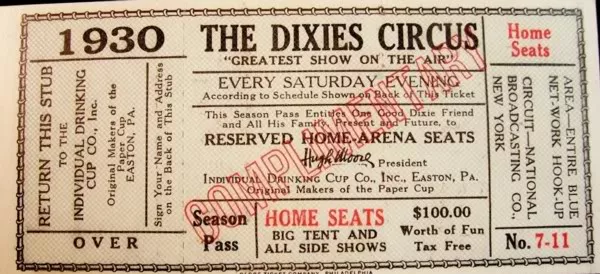 1930
RETURN THIS STUB
TO THE
INDIVIDUAL DRINKING
CUP CO., Inc.
Original Makers of the
Paper Cup
EASTON, PA.
Sign Your Name and Address
on the Back of This Stub
OVER
THE DIXIES CIRCUS
"GREATEST SHOW ON THE AIR"
EVERY SATURDAY EVENING
According to Schedule Shown on Back of This Ticket
This Season Pass Entitles One Good Dixie Friend
and All His Family, Present and Future, to
RESERVED HOME-ARENA SEATS
Hugh Moore President
INDIVIDUAL DRINKING CUP CO., INC., EASTON, PA.
Original Makers of the Paper Cup
COMPLIMENTARY
Season
Pass
HOME SEATS
BIG TENT AND
ALL SIDE SHOWS
$100.00
Worth of Fun
Tax Free
Home
Seats
AREA—ENTIRE BLUE
NET-WORK HOOK-UP
CIRCUIT—NATIONAL
BROADCASTING CO.,
NEW YORK
No. 7-11
GLOBE TICKET COMPANY, PHILADELPHIA